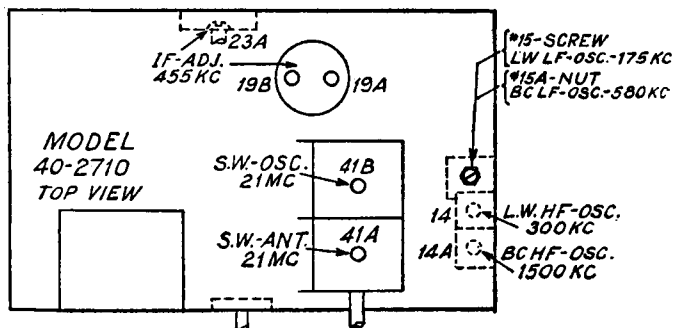 23A
IF-ADJ.
455 KC
19B
19A
#15-SCREW
LW LF-OSC.-175 KC
#15A-NUT
BC LF-OSC.-580 KC
MODEL
40-2710
TOP VIEW
S.W.-OSC.
21 MC
41B
S.W.-ANT.
21 MC
41A
14
L.W. HF-OSC.
300 KC
14A
BC HF-OSC.
1500 KC